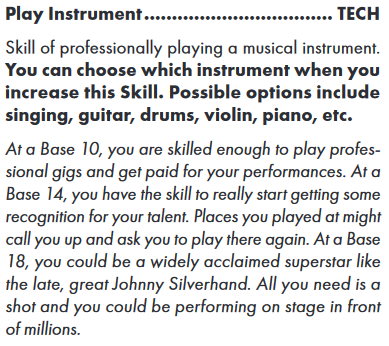 Play Instrument................................. TECH
Skill of professionally playing a musical instrument.
You can choose which instrument when you
increase this Skill. Possible options include
singing, guitar, drums, violin, piano, etc.
At a Base 10, you are skilled enough to play profes-
sional gigs and get paid for your performances. At a
Base 14, you have the skill to really start getting some
recognition for your talent. Places you played at might
call you up and ask you to play there again. At a Base
18, you could be a widely acclaimed superstar like
the late, great Johnny Silverhand. All you need is a
shot and you could be performing on stage in front
of millions.